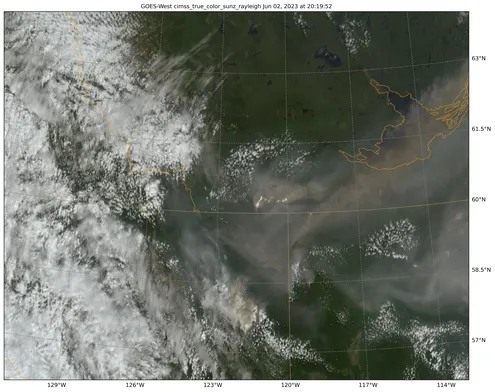 GOES-West cimss_true_color_sunz_rayleigh Jun 02, 2023 at 20:19:52
63°N
61.5°N
60°N
58.5°N
57°N
129°W 126°W 123°W 120°W 117°W 114°W